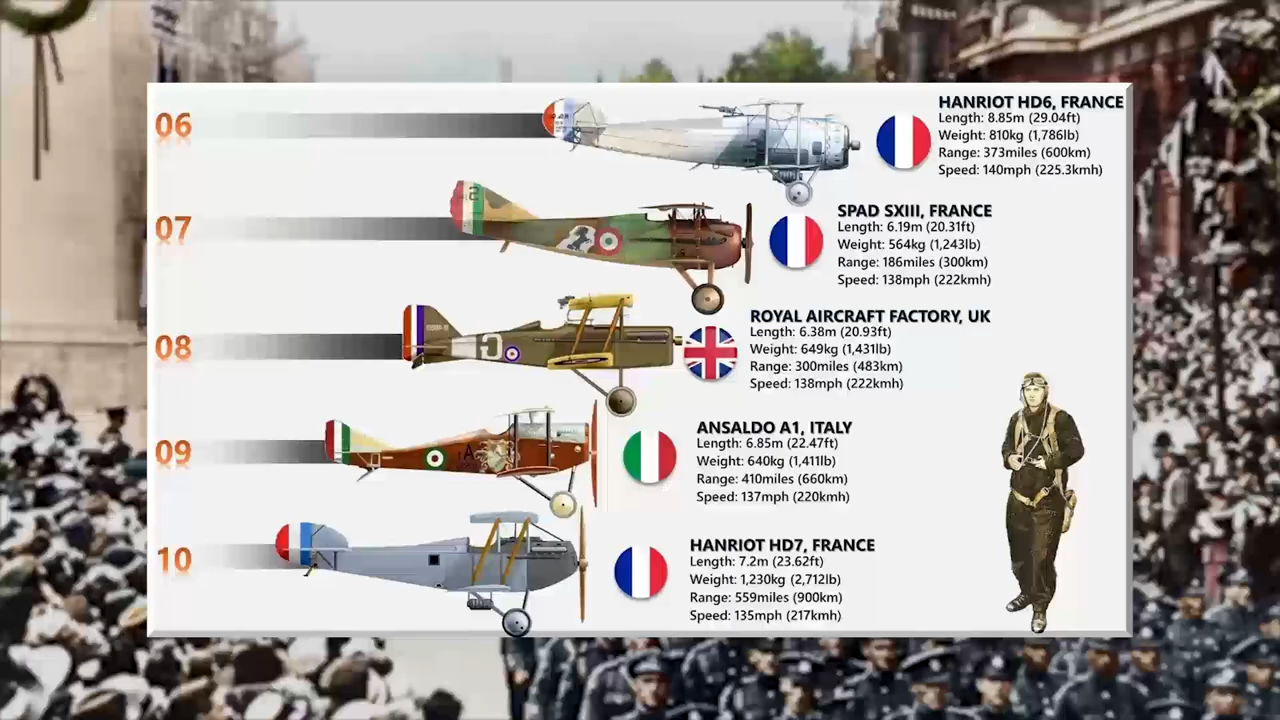 06
HANRIOT HD6, FRANCE
Length: 8.85m (29.04ft)
Weight: 810kg (1,786lb)
Range: 373miles (600km)
Speed: 140mph (225.3kmh)
07
SPAD SXIII, FRANCE
Length: 6.19m (20.31ft)
Weight: 564kg (1,243lb)
Range: 186miles (300km)
Speed: 138mph (222kmh)
08
ROYAL AIRCRAFT FACTORY, UK
Length: 6.38m (20.93ft)
Weight: 649kg (1,431lb)
Range: 300miles (483km)
Speed: 138mph (222kmh)
09
ANSALDO A1, ITALY
Length: 6.85m (22.47ft)
Weight: 640kg (1,411lb)
Range: 410miles (660km)
Speed: 137mph (220kmh)
10
HANRIOT HD7, FRANCE
Length: 7.2m (23.62ft)
Weight: 1,230kg (2,712lb)
Range: 559miles (900km)
Speed: 135mph (217kmh)